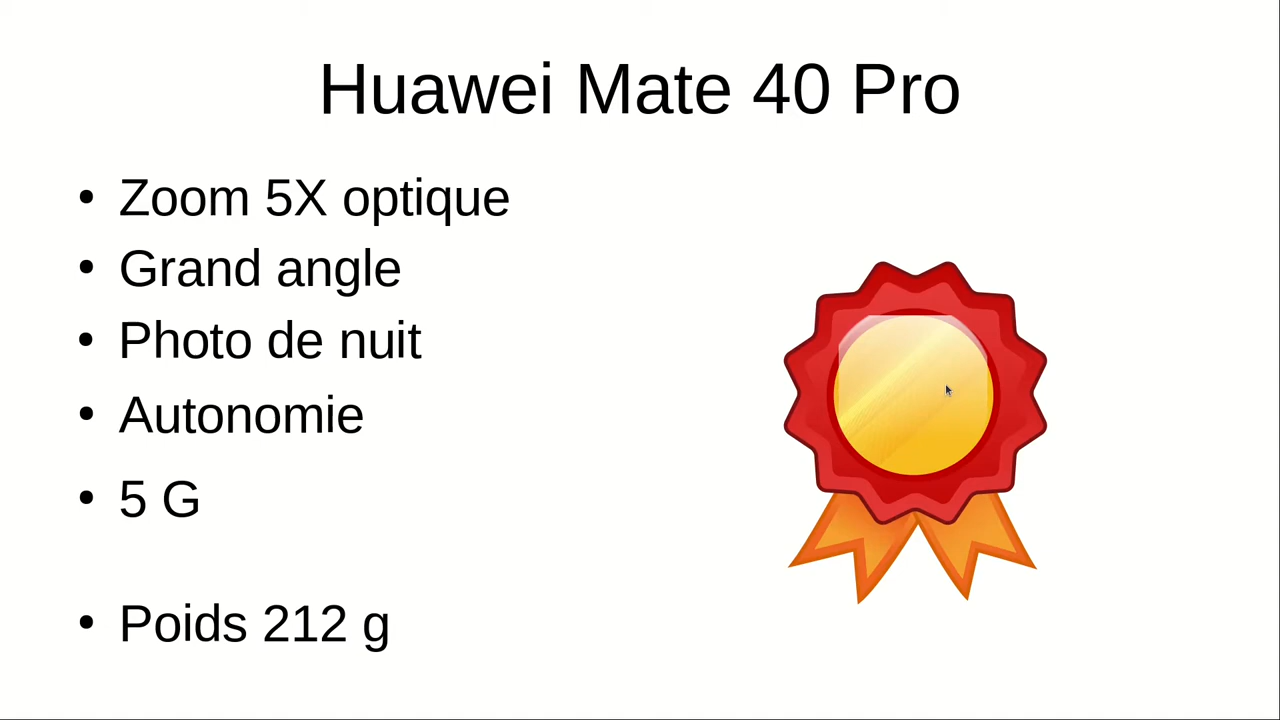 Huawei Mate 40 Pro
• Zoom 5X optique
• Grand angle
• Photo de nuit
• Autonomie
• 5 G
• Poids 212 g